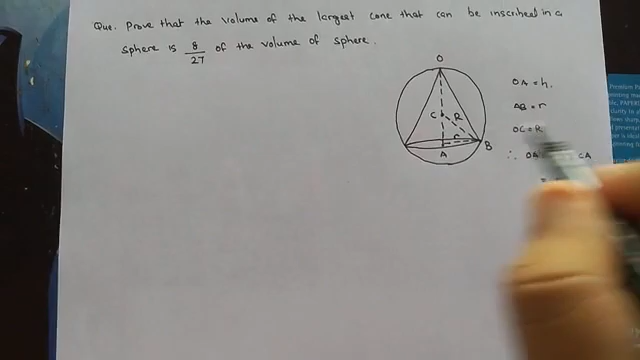 Que. Prove that the volume of the largest cone that can be inscribed in a
sphere is 8/27 of the volume of sphere.
O
C R
r
A B
OA = h.
AB = r
OC = R
∴ OA CA
=